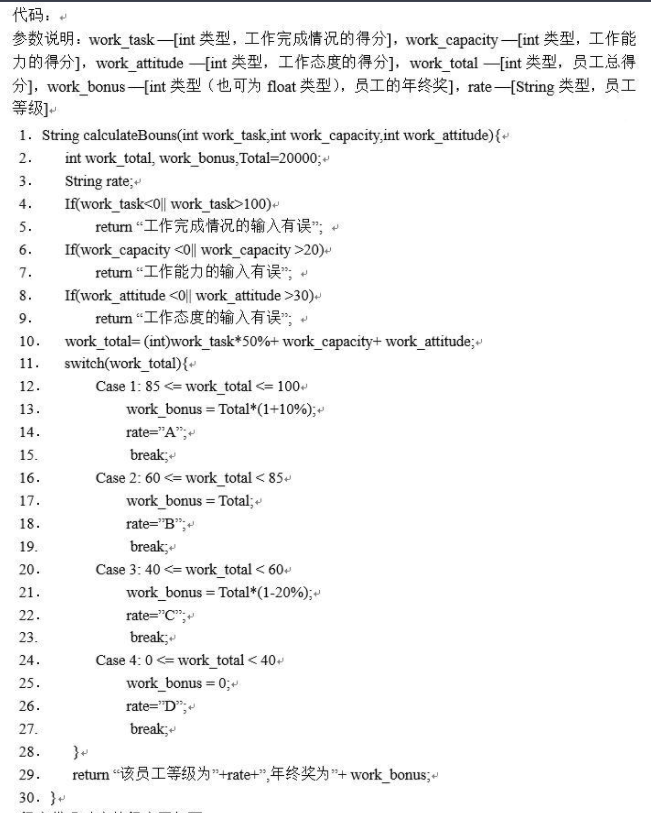 代码：
参数说明：work_task —[int 类型，工作完成情况的得分]，work_capacity —[int 类型，工作能
力的得分]，work_attitude —[int 类型，工作态度的得分]，work_total —[int 类型，员工总得
分]，work_bonus —[int 类型（也可为 float 类型），员工的年终奖]，rate —[String 类型，员工
等级]
1．String calculateBouns(int work_task,int work_capacity,int work_attitude){
2．int work_total, work_bonus,Total=20000;
3．String rate;
4．If(work_task<0|| work_task>100)
5．return “工作完成情况的输入有误”;
6．If(work_capacity <0|| work_capacity >20)
7．return “工作能力的输入有误”;
8．If(work_attitude <0|| work_attitude >30)
9．return “工作态度的输入有误”;
10．work_total= (int)work_task*50%+ work_capacity+ work_attitude;
11．switch(work_total){
12．Case 1: 85 <= work_total <= 100
13．work_bonus = Total*(1+10%);
14．rate=”A”;
15. break;
16．Case 2: 60 <= work_total < 85
17．work_bonus = Total;
18．rate=”B”;
19. break;
20．Case 3: 40 <= work_total < 60
21．work_bonus = Total*(1-20%);
22．rate=”C”;
23. break;
24．Case 4: 0 <= work_total < 40
25．work_bonus = 0;
26．rate=”D”;
27. break;
28．}
29．return “该员工等级为”+rate+”,年终奖为”+ work_bonus;
30．}